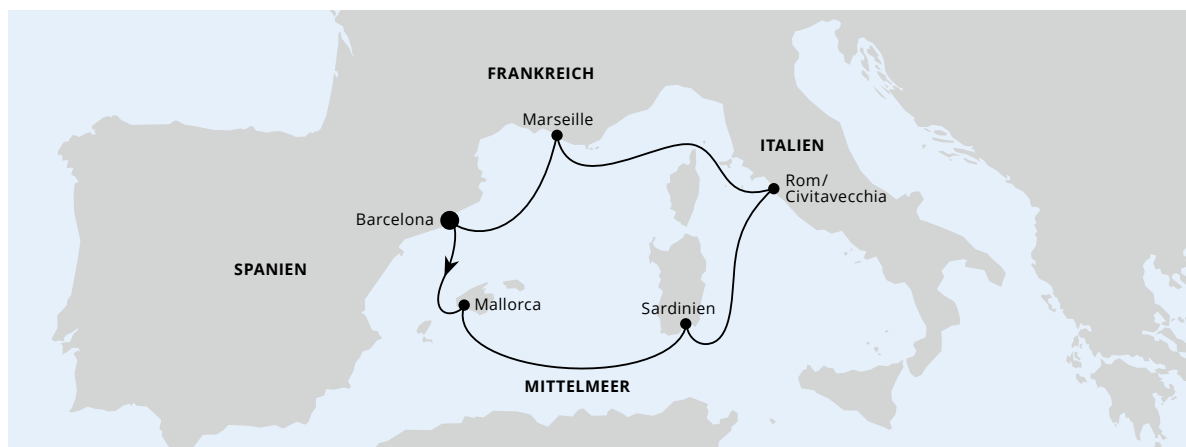 FRANKREICH
Marseille
ITALIEN
Rom/
Civitavecchia
Barcelona
SPANIEN
Mallorca
Sardinien
MITTELMEER